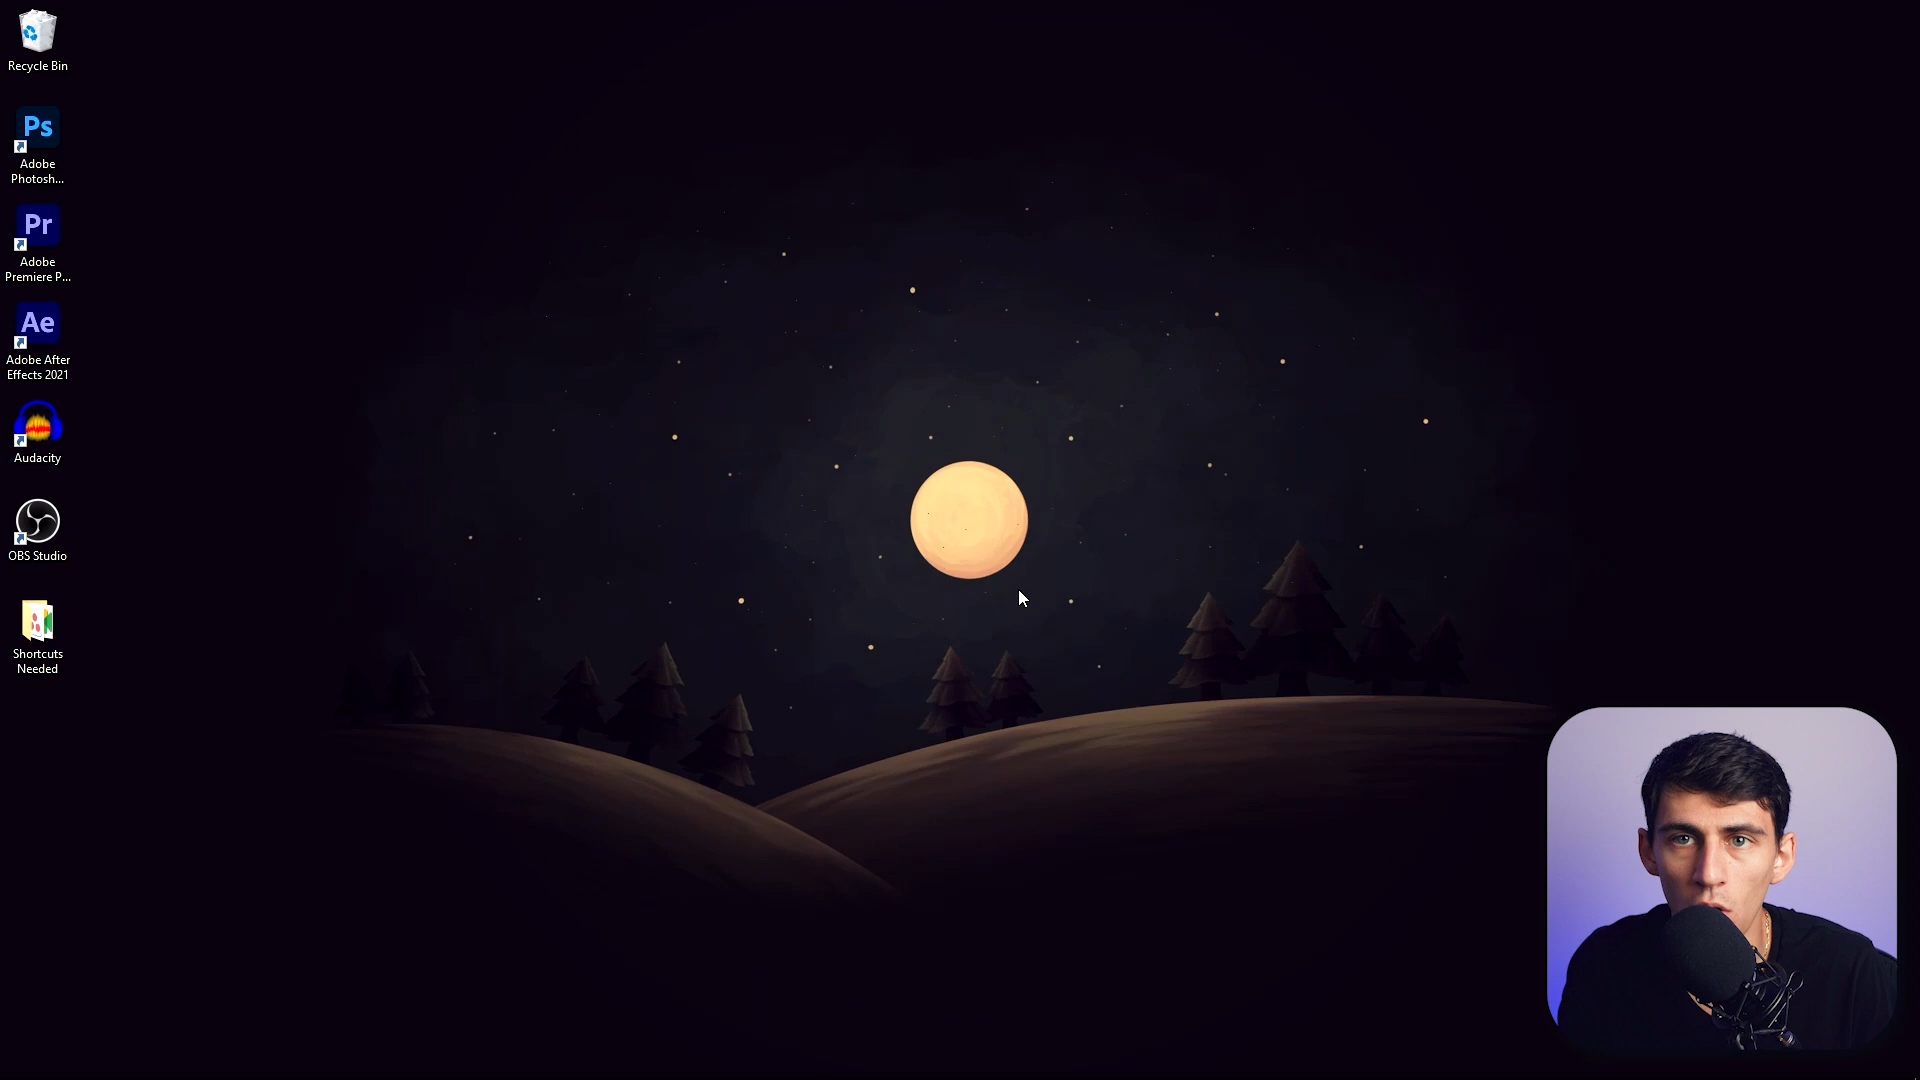 Recycle Bin
Ps
Adobe
Photosh...
Pr
Adobe
Premiere P...
Ae
Adobe After
Effects 2021
Audacity
OBS Studio
Shortcuts
Needed